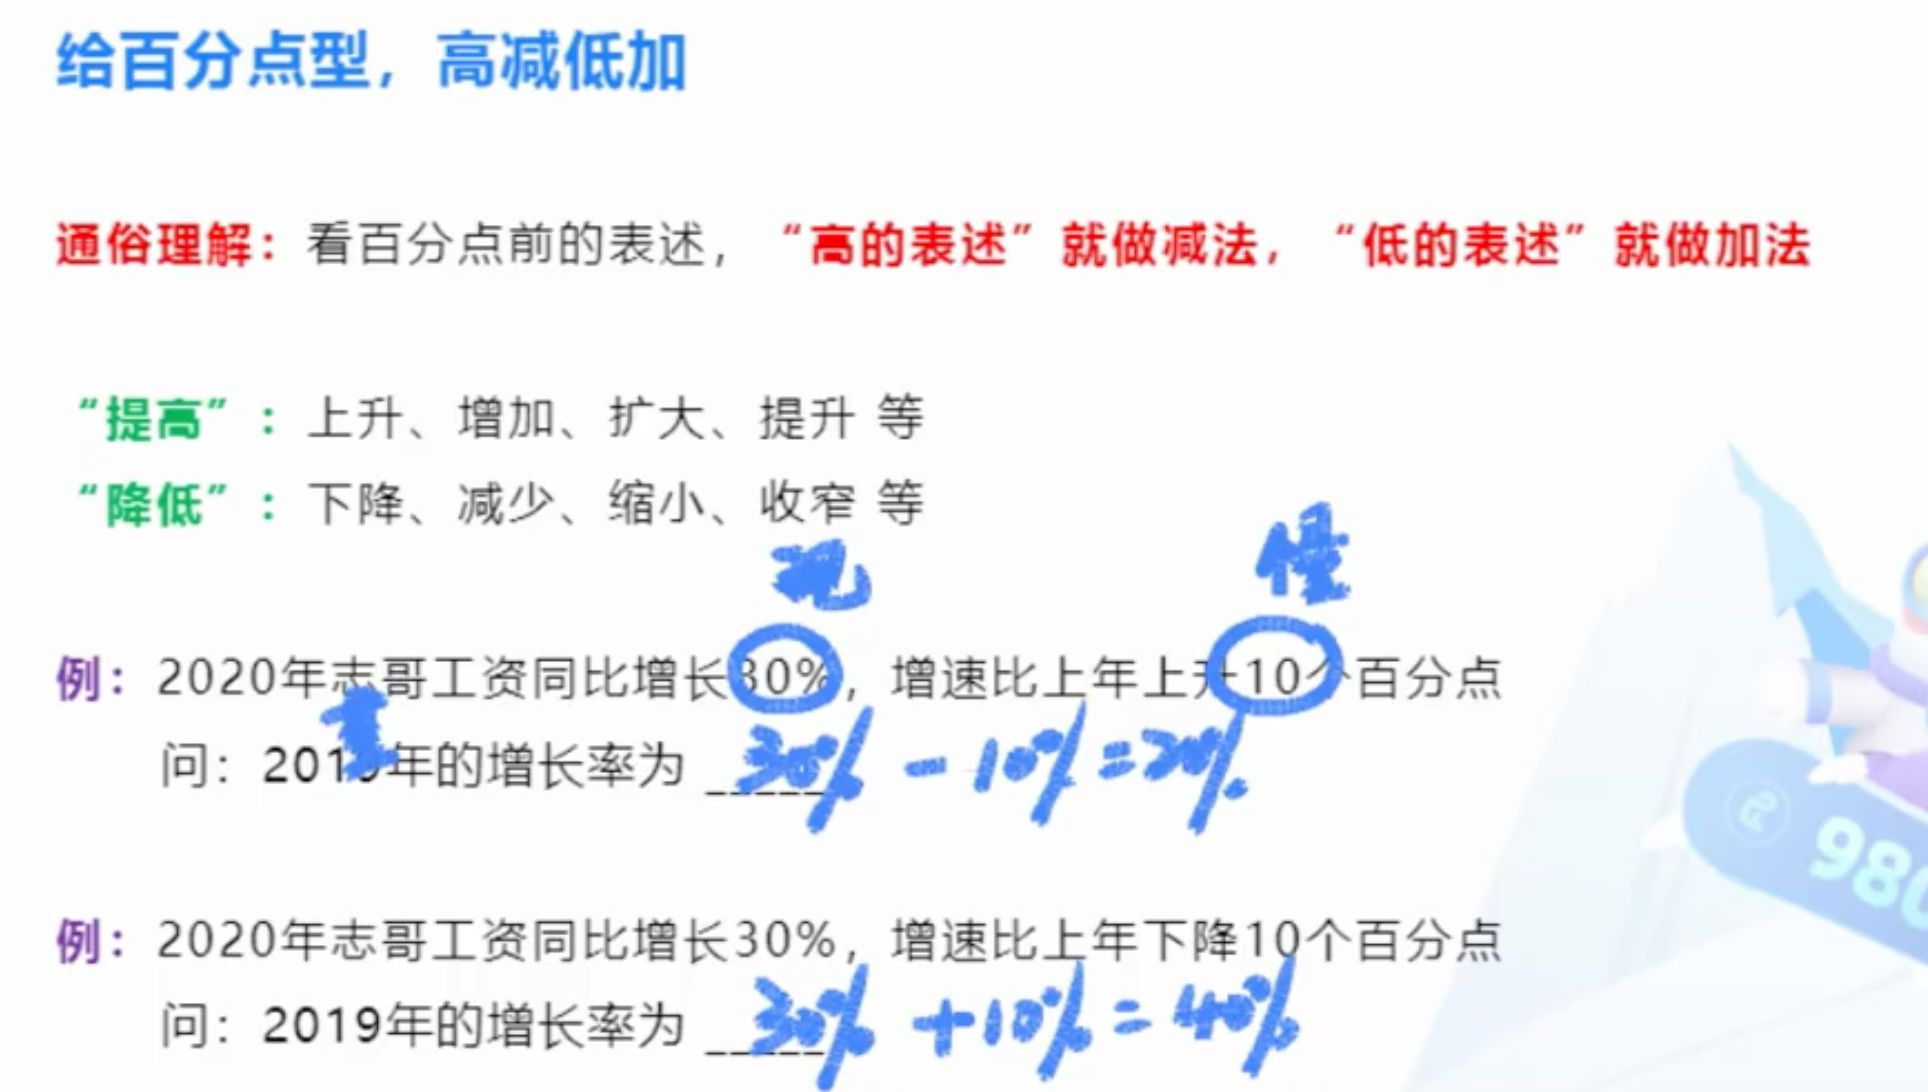 给百分点型，高减低加
通俗理解：看百分点前的表述，“高的表述”就做减法，“低的表述”就做加法
“提高”：上升、增加、扩大、提升 等
“降低”：下降、减少、缩小、收窄 等
现
例：2020年志哥工资同比增长30%，增速比上年上升10个百分点
问：2019年的增长率为 ______ 30% - 10% = 20%.
例：2020年志哥工资同比增长30%，增速比上年下降10个百分点
问：2019年的增长率为 ______ 30% + 10% = 40%
980